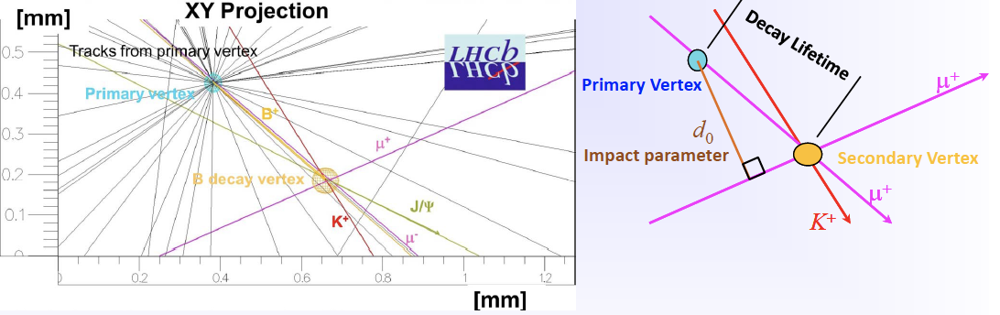 [mm]
XY Projection
0.5
Tracks from primary vertex
LHCb
LHCb
0.4
Primary vertex
B⁺
0.3
μ⁺
0.2
B decay vertex
J/Ψ
0.1
K⁺
μ⁻
0
0
0.2
0.4
0.6
0.8
1
1.2
[mm]
Decay Lifetime
Primary Vertex
μ⁺
d₀
Impact parameter
Secondary Vertex
μ⁺
K⁺